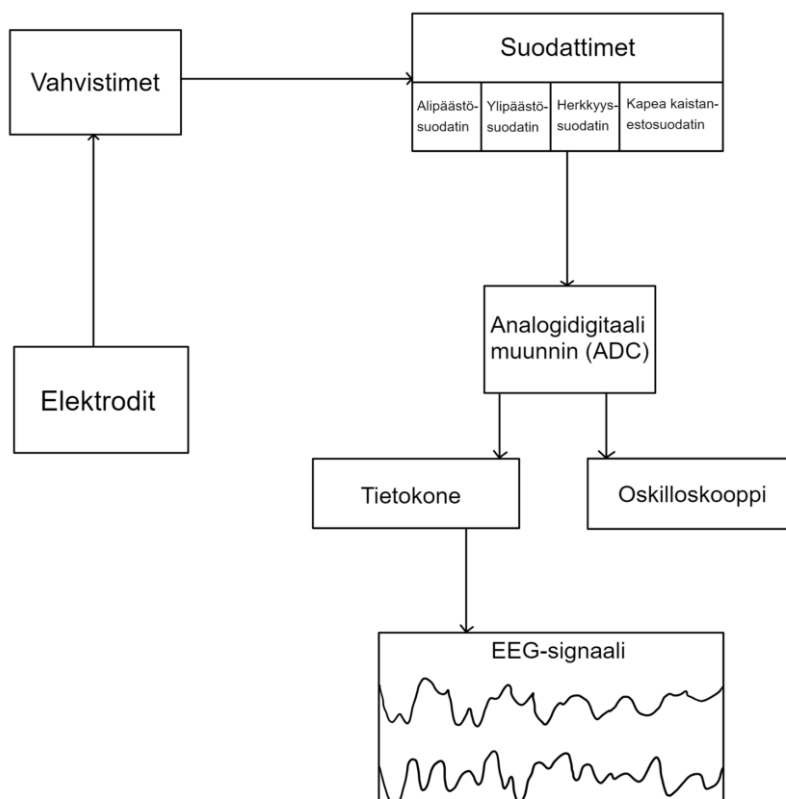 Suodattimet
Vahvistimet
Alipäästö-
suodatin
Ylipäästö-
suodatin
Herkkyys-
suodatin
Kapea kaistan-
estosuodatin
Analogidigitaali
muunnin (ADC)
Elektrodit
Tietokone
Oskilloskooppi
EEG-signaali